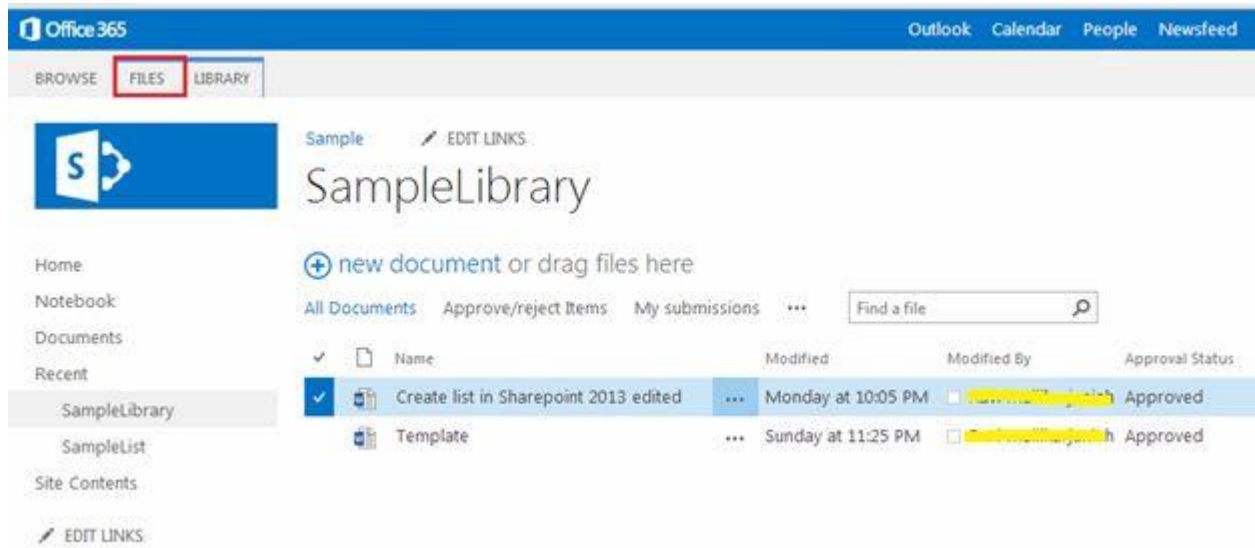 Office 365 Outlook Calendar People Newsfeed
BROWSE FILES LIBRARY
S
Sample EDIT LINKS
SampleLibrary
new document or drag files here
All Documents Approve/reject Items My submissions ... Find a file
Name Modified Modified By Approval Status
Create list in Sharepoint 2013 edited ... Monday at 10:05 PM Approved
Template ... Sunday at 11:25 PM Approved
Home
Notebook
Documents
Recent
SampleLibrary
SampleList
Site Contents
EDIT LINKS